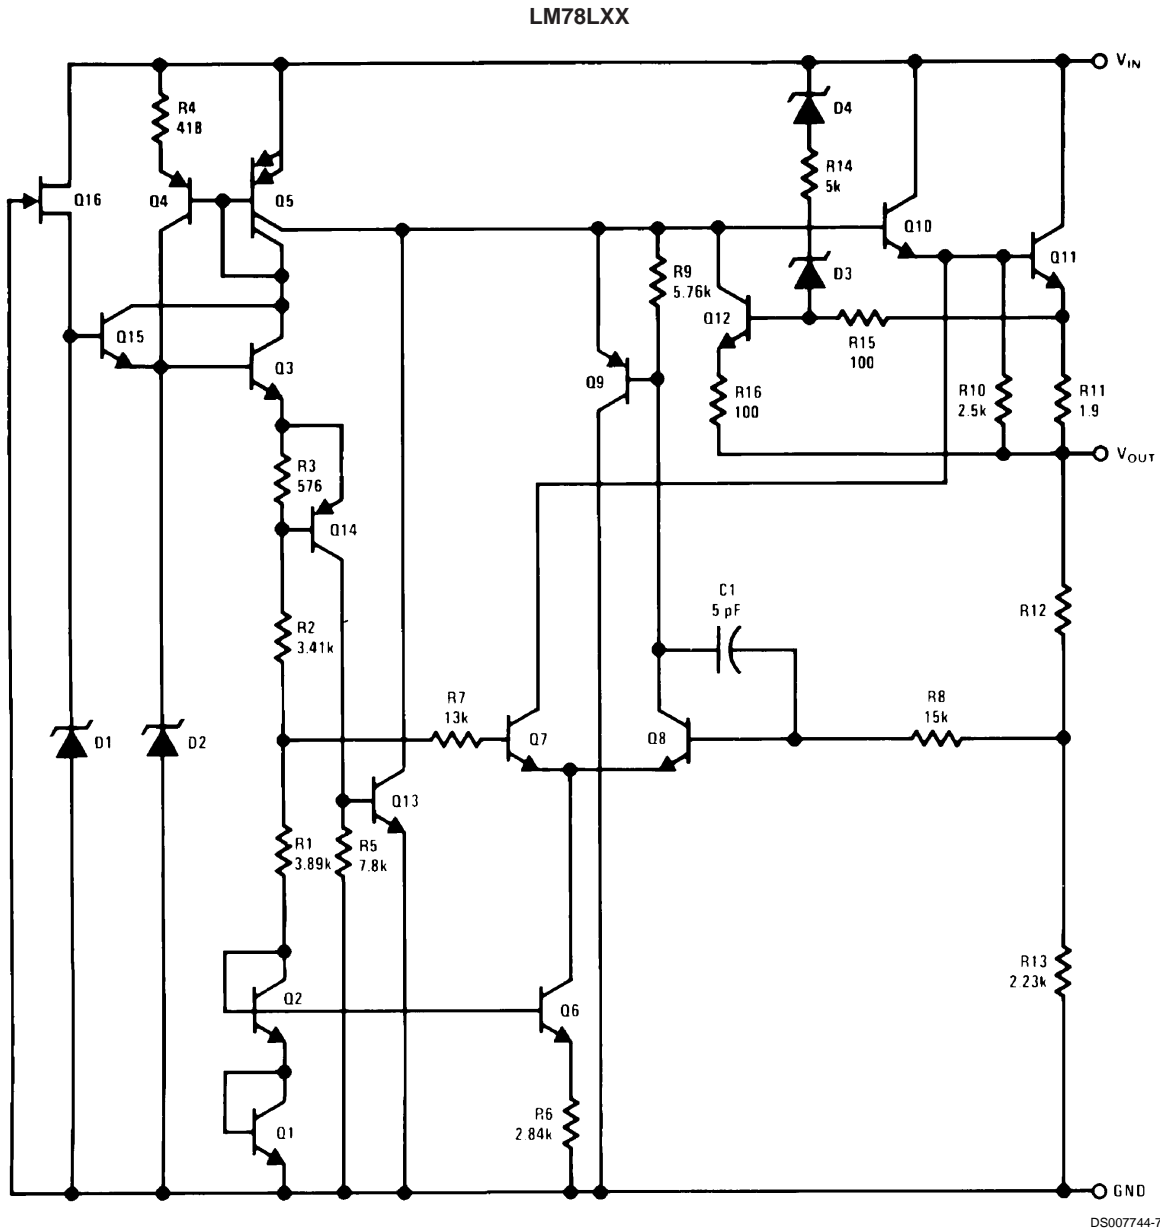 LM78LXX
V_IN
R4
418
D4
R14
5k
Q16
Q4
Q5
Q10
Q11
R9
5.76k
D3
Q15
Q12
Q3
R15
100
Q9
R16
100
R10
2.5k
R11
1.9
V_OUT
R3
576
Q14
C1
5 pF
R12
R2
3.41k
R7
13k
R8
15k
D1
D2
Q7
Q8
Q13
R1
3.89k
R5
7.8k
R13
2.23k
Q2
Q6
R6
2.84k
Q1
GND
DS007744-7